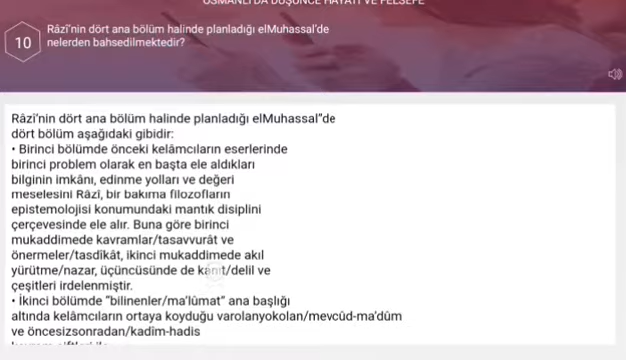 OSMANLI'DA DÜŞÜNCE HAYATI VE FELSEFE
10
Râzî'nin dört ana bölüm halinde planladığı elMuhassal'de
nelerden bahsedilmektedir?
Râzî'nin dört ana bölüm halinde planladığı elMuhassal"de
dört bölüm aşağıdaki gibidir:
• Birinci bölümde önceki kelâmcıların eserlerinde
birinci problem olarak en başta ele aldıkları
bilginin imkânı, edinme yolları ve değeri
meselesini Râzî, bir bakıma filozofların
epistemolojisi konumundaki mantık disiplini
çerçevesinde ele alır. Buna göre birinci
mukaddimede kavramlar/tasavvurât ve
önermeler/tasdîkât, ikinci mukaddimede akıl
yürütme/nazar, üçüncüsünde de kanıt/delil ve
çeşitleri irdelenmiştir.
• İkinci bölümde "bilinenler/ma'lûmat" ana başlığı
altında kelâmcıların ortaya koyduğu varolanyokolan/mevcûd-ma'dûm
ve öncesizsonradan/kadîm-hadis